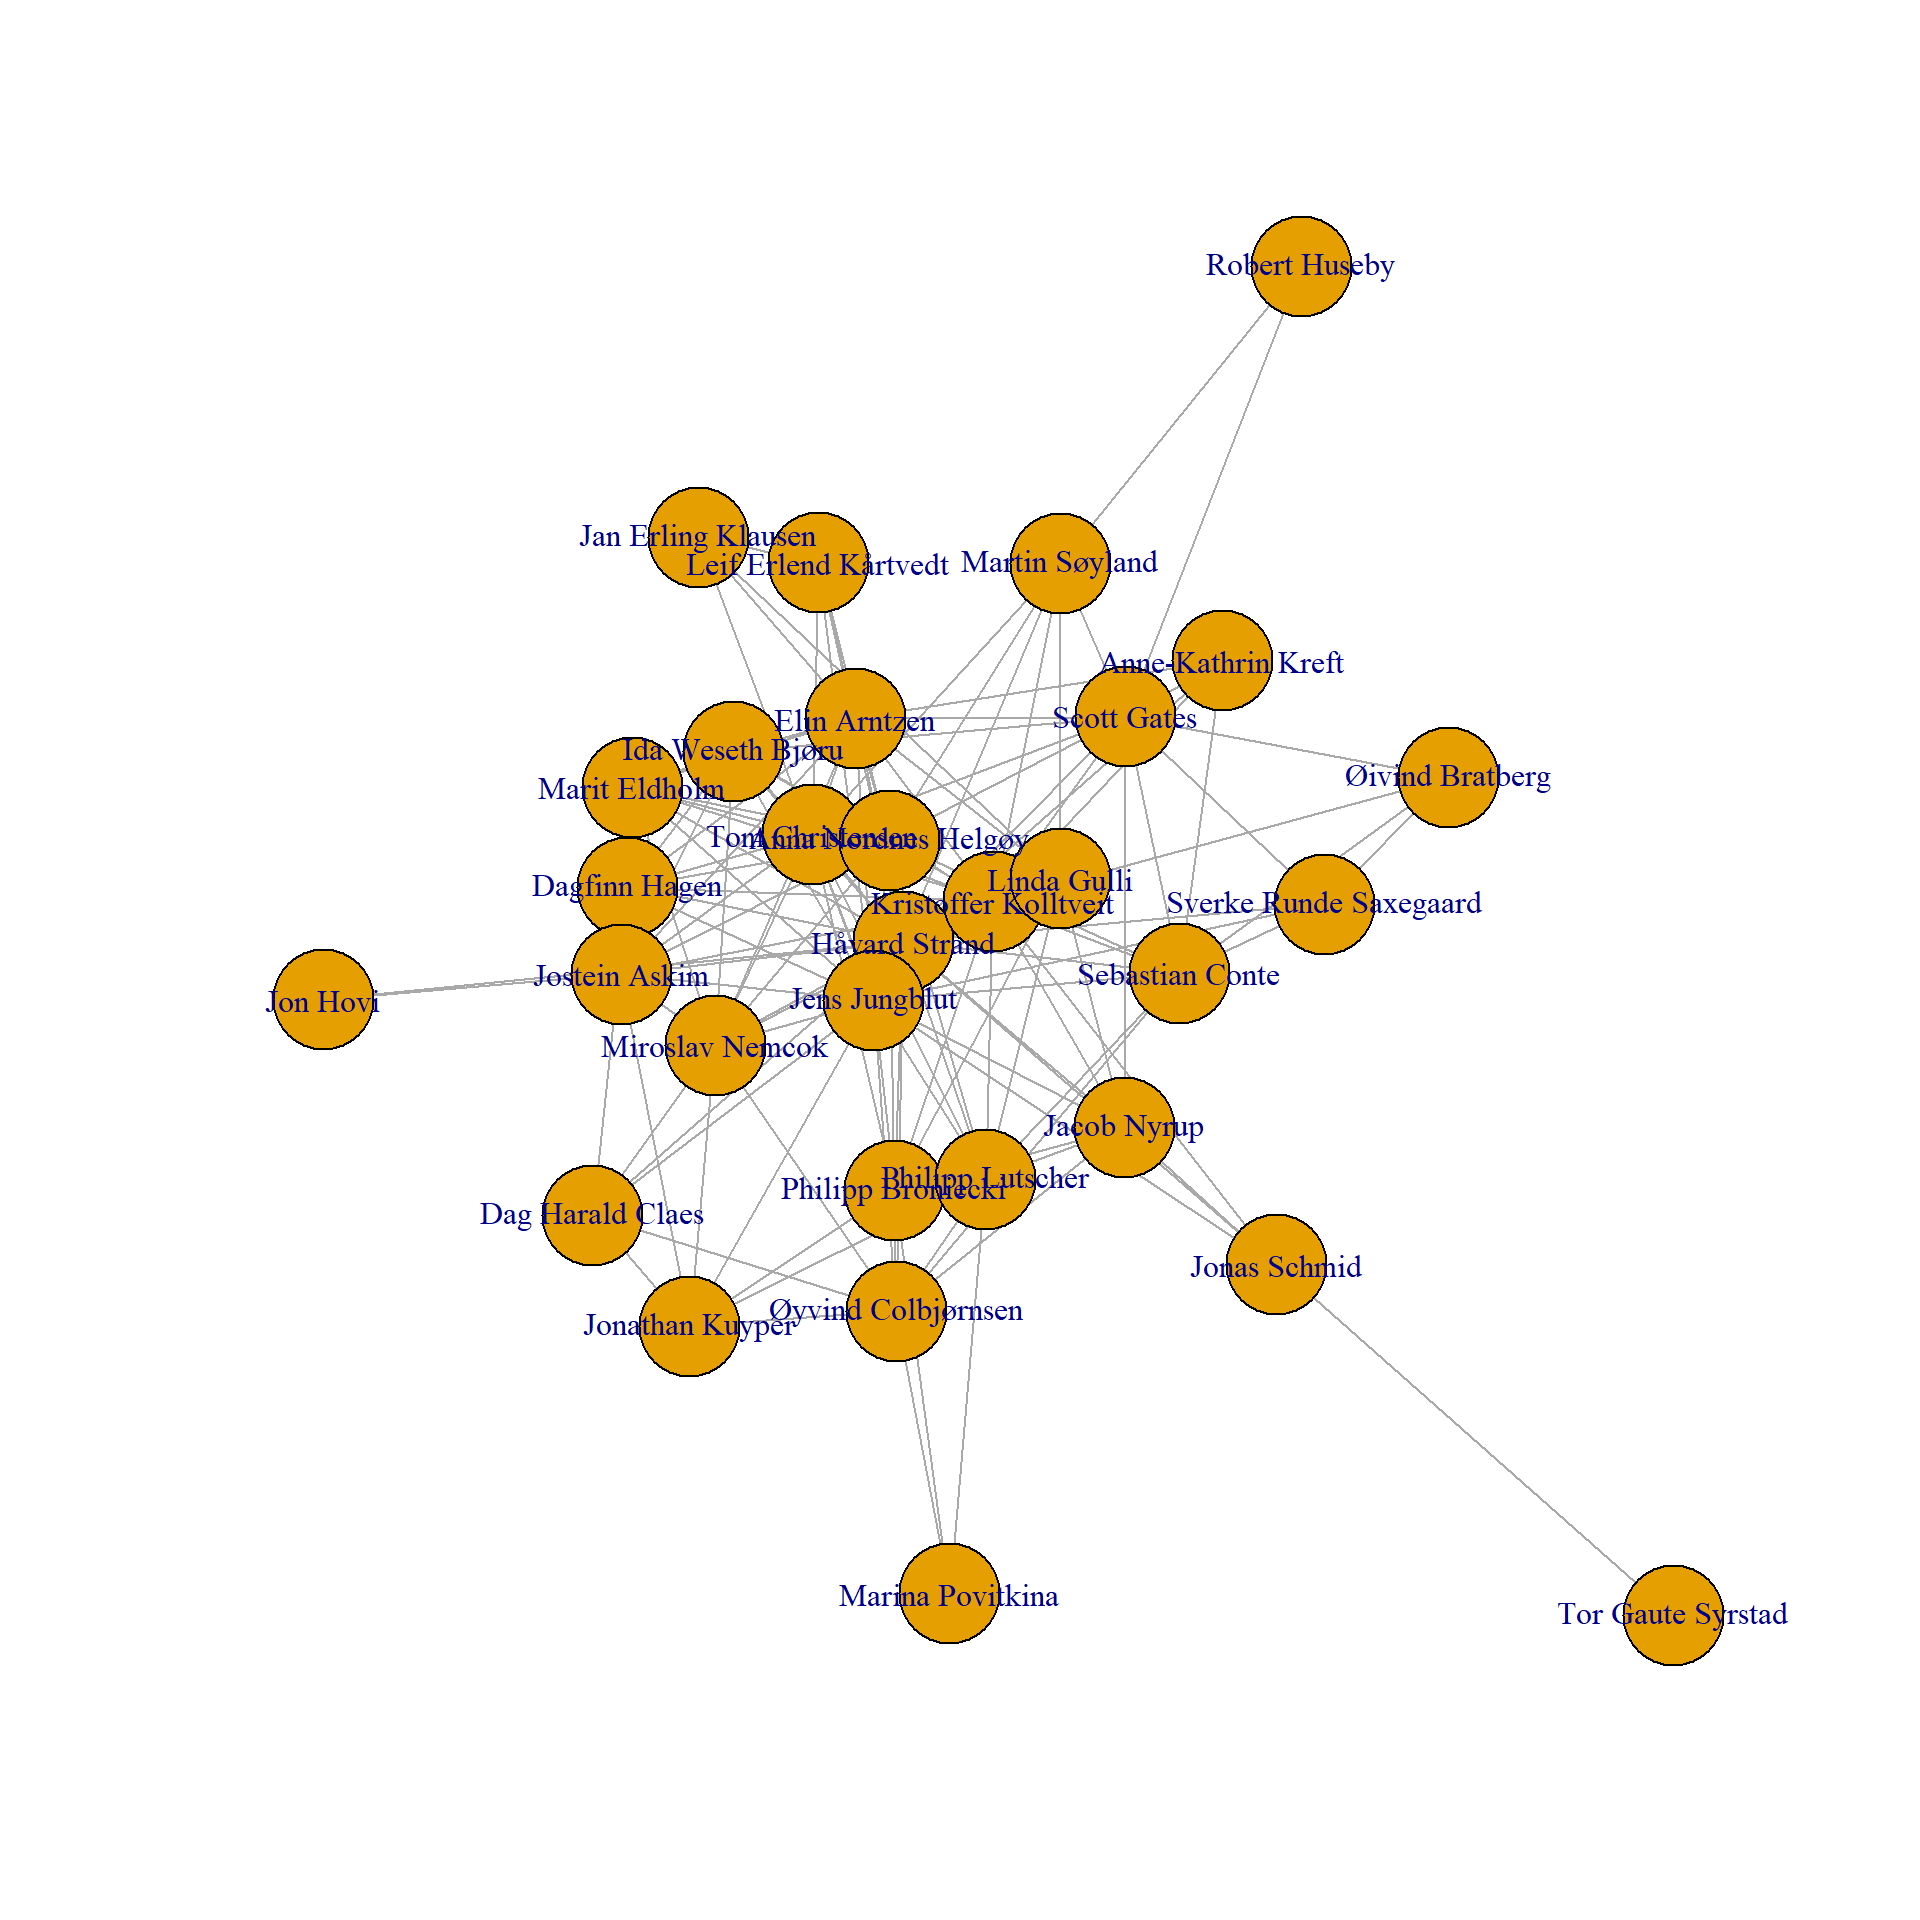 Robert Huseby
Jan Erling Klausen
Leif Erlend Kårtvedt
Martin Søyland
Anne-Kathrin Kreft
Scott Gates
Elin Arntzen
Ida Weseth Bjøru
Øivind Bratberg
Marit Eldholm
Tom Christensen
Anna Nordnes Helgøy
Linda Gulli
Dagfinn Hagen
Kristoffer Kolltveit
Sverke Runde Saxegaard
Håvard Strand
Jostein Askim
Sebastian Conte
Jon Hovi
Jens Jungblut
Miroslav Nemcok
Jacob Nyrup
Philipp Lutscher
Philipp Broniecki
Dag Harald Claes
Jonas Schmid
Øyvind Colbjørnsen
Jonathan Kuyper
Marina Povitkina
Tor Gaute Syrstad